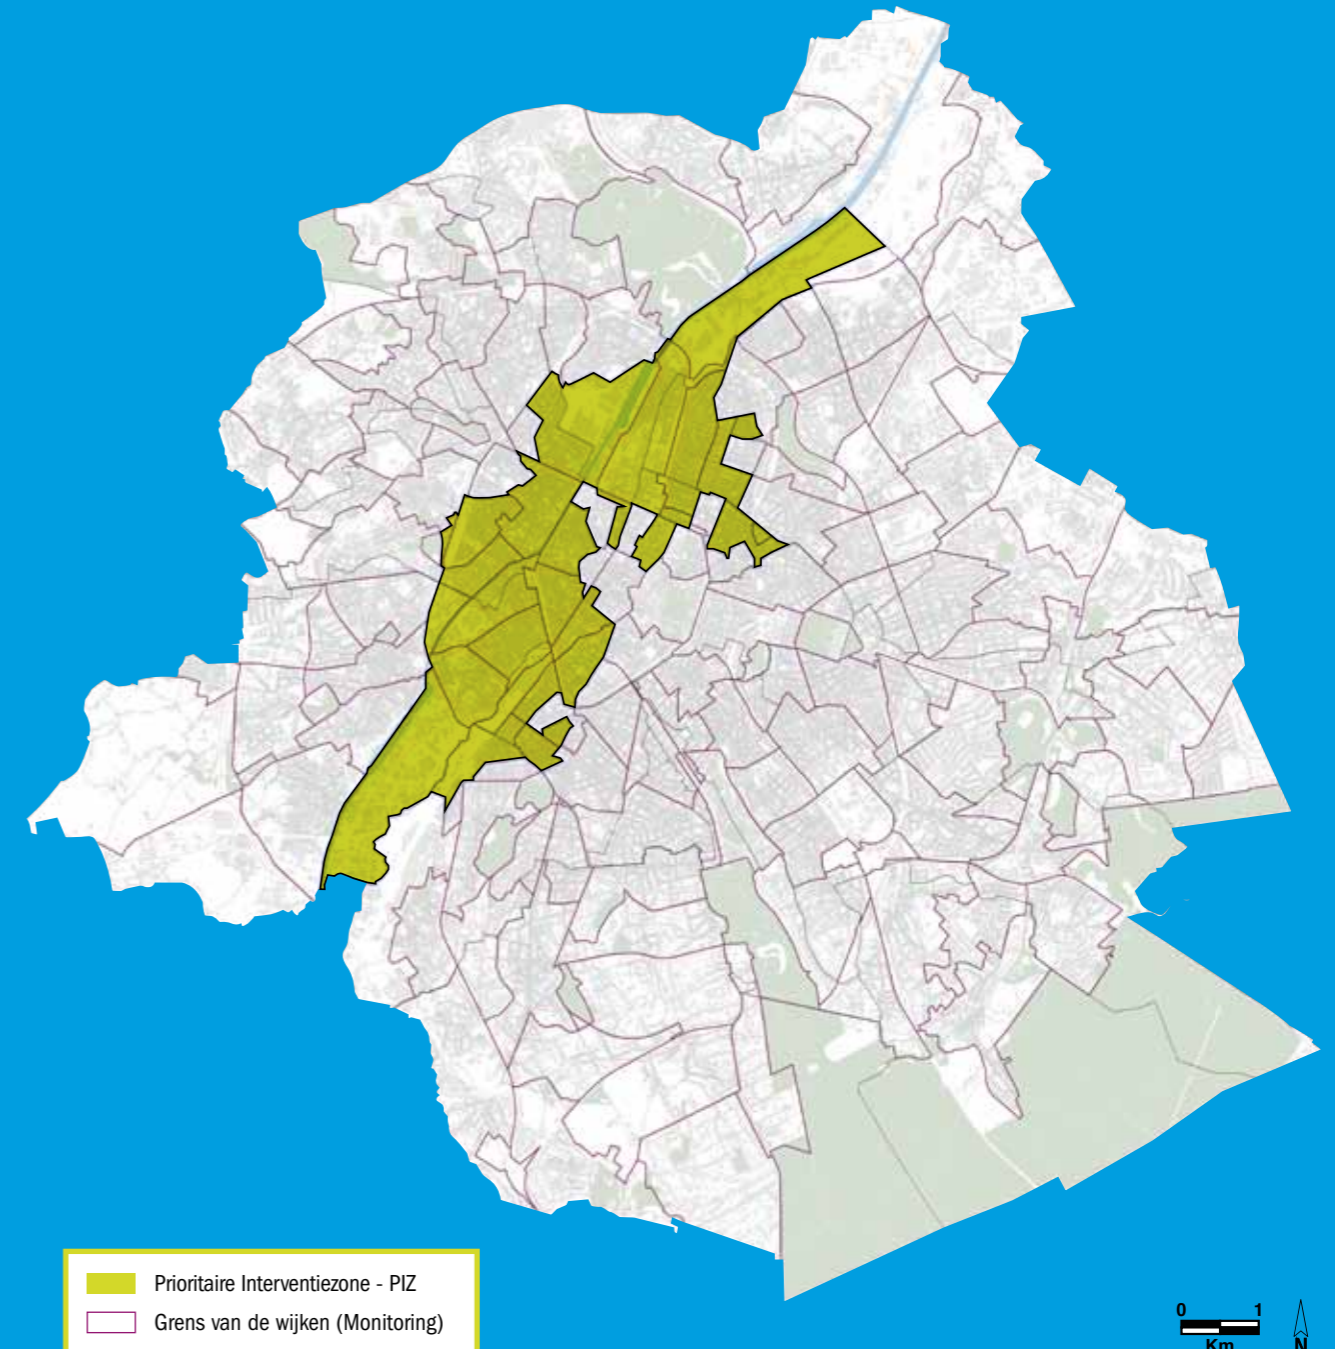 Prioritaire Interventiezone - PIZ
Grens van de wijken (Monitoring)
0 1
Km
N